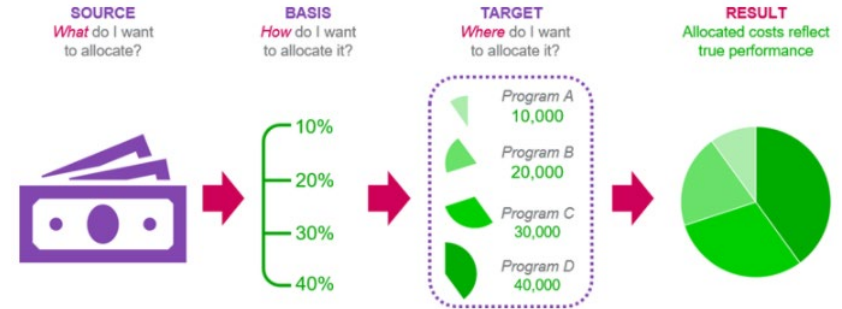 SOURCE
What do I want
to allocate?
BASIS
How do I want
to allocate it?
TARGET
Where do I want
to allocate it?
RESULT
Allocated costs reflect
true performance
10%
20%
30%
40%
Program A
10,000
Program B
20,000
Program C
30,000
Program D
40,000